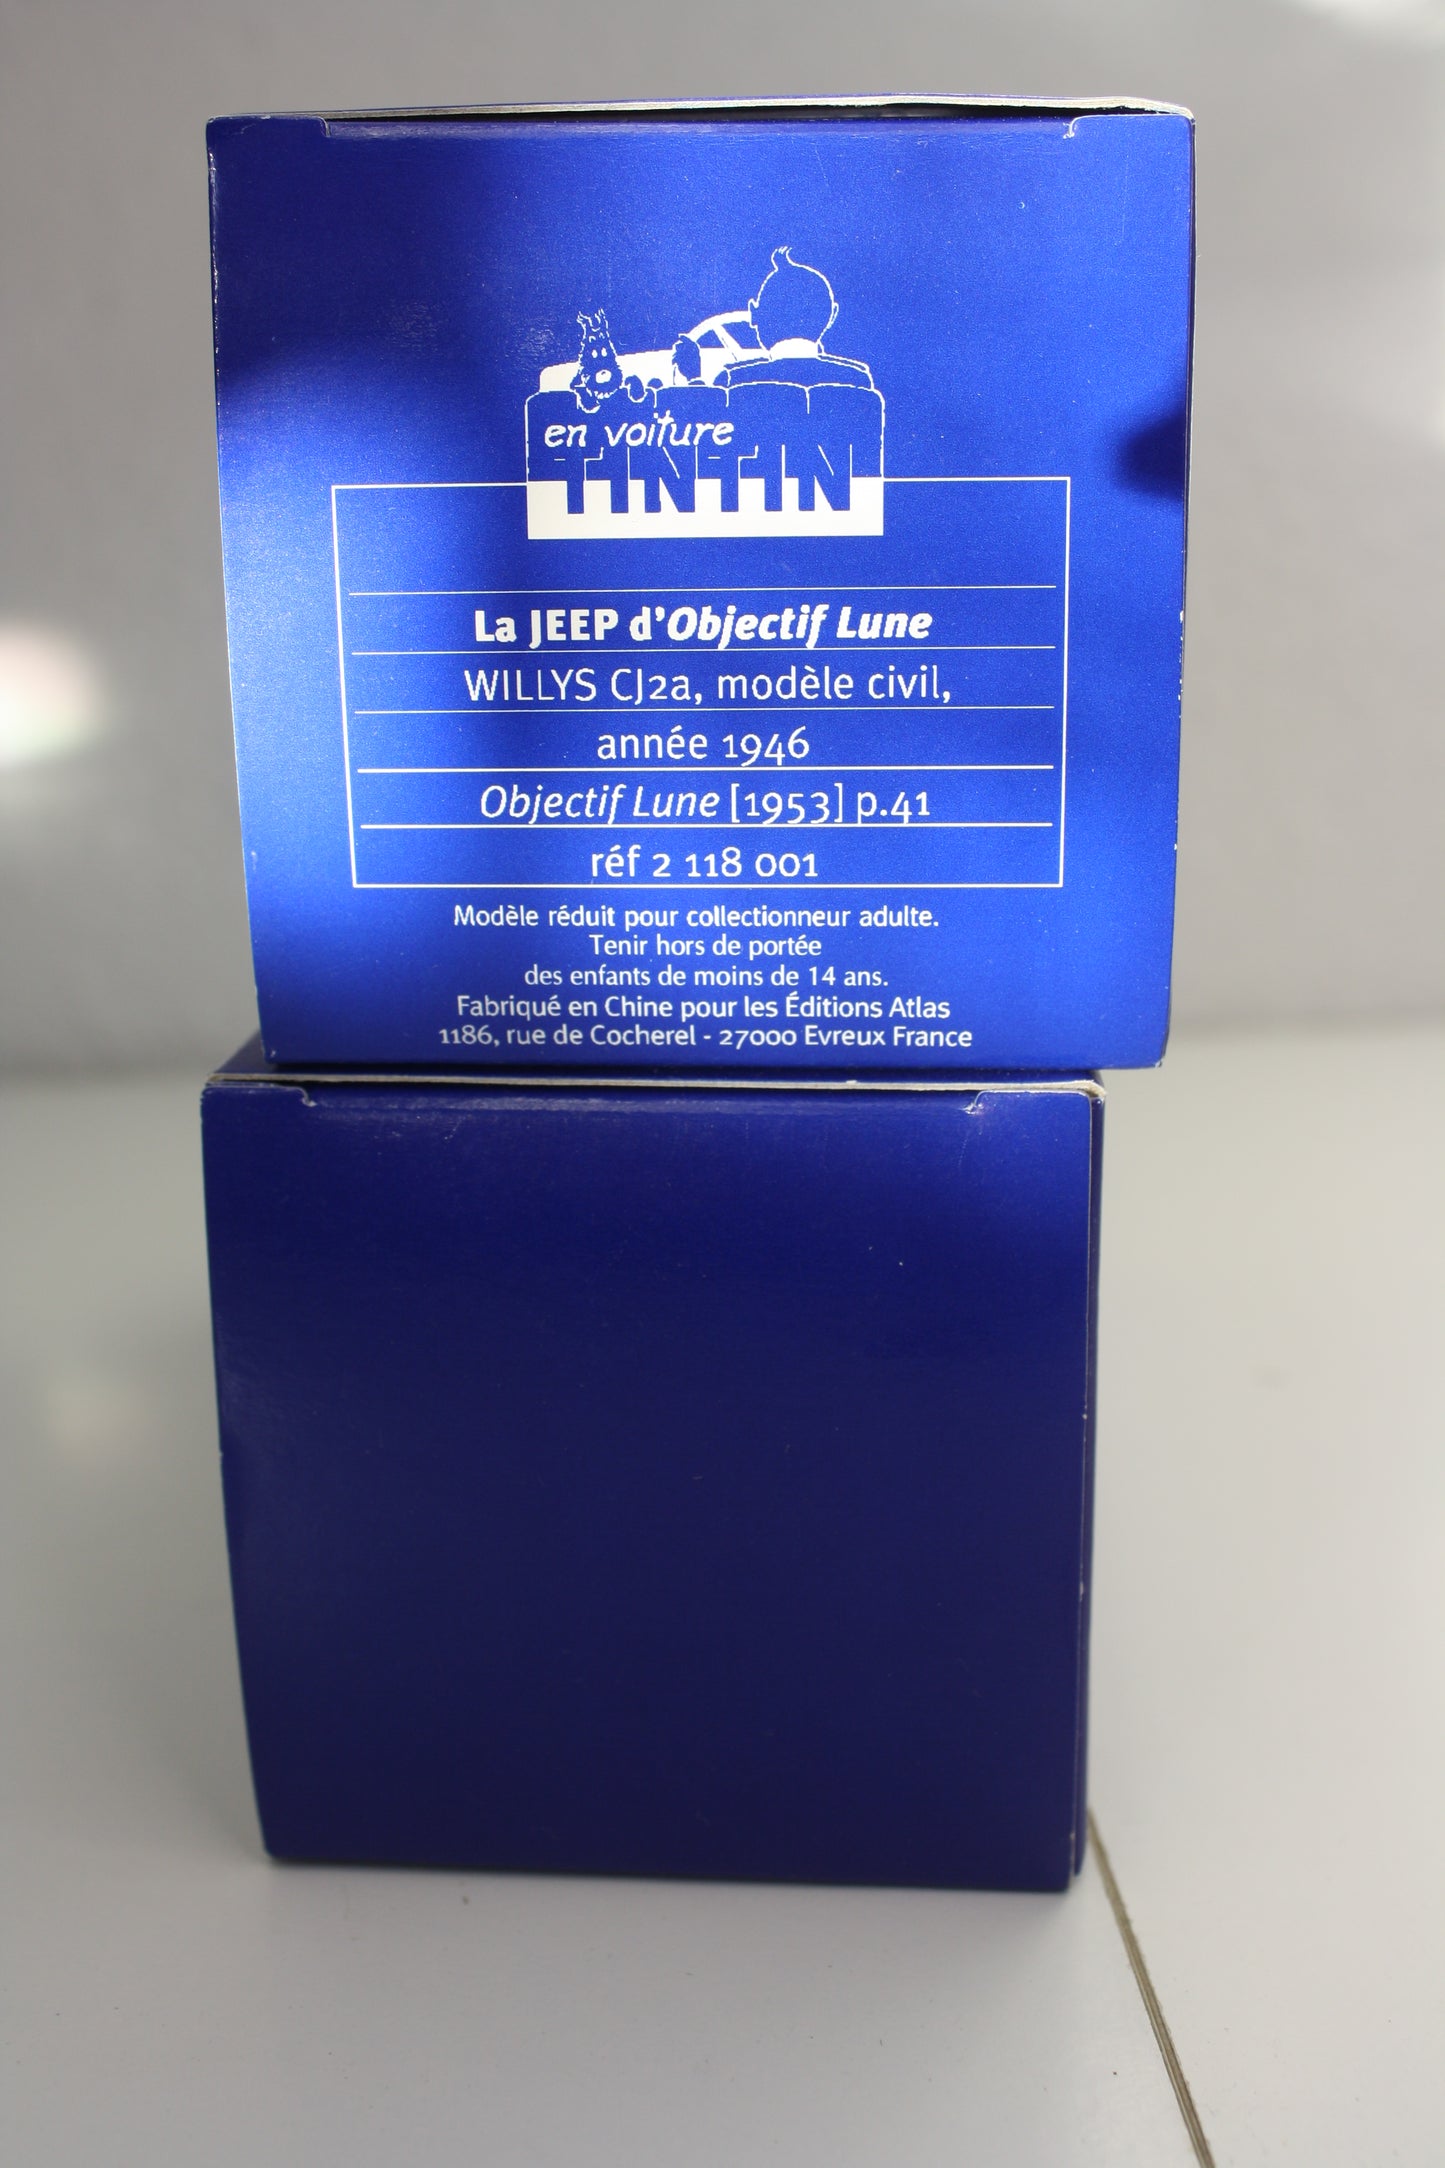 en voiture
TINTIN
La JEEP d'Objectif Lune
WILLYS CJ2a, modèle civil,
année 1946
Objectif Lune [1953] p.41
réf 2 118 001
Modèle réduit pour collectionneur adulte.
Tenir hors de portée
des enfants de moins de 14 ans.
Fabriqué en Chine pour les Éditions Atlas
1186, rue de Cocherel - 27000 Evreux France